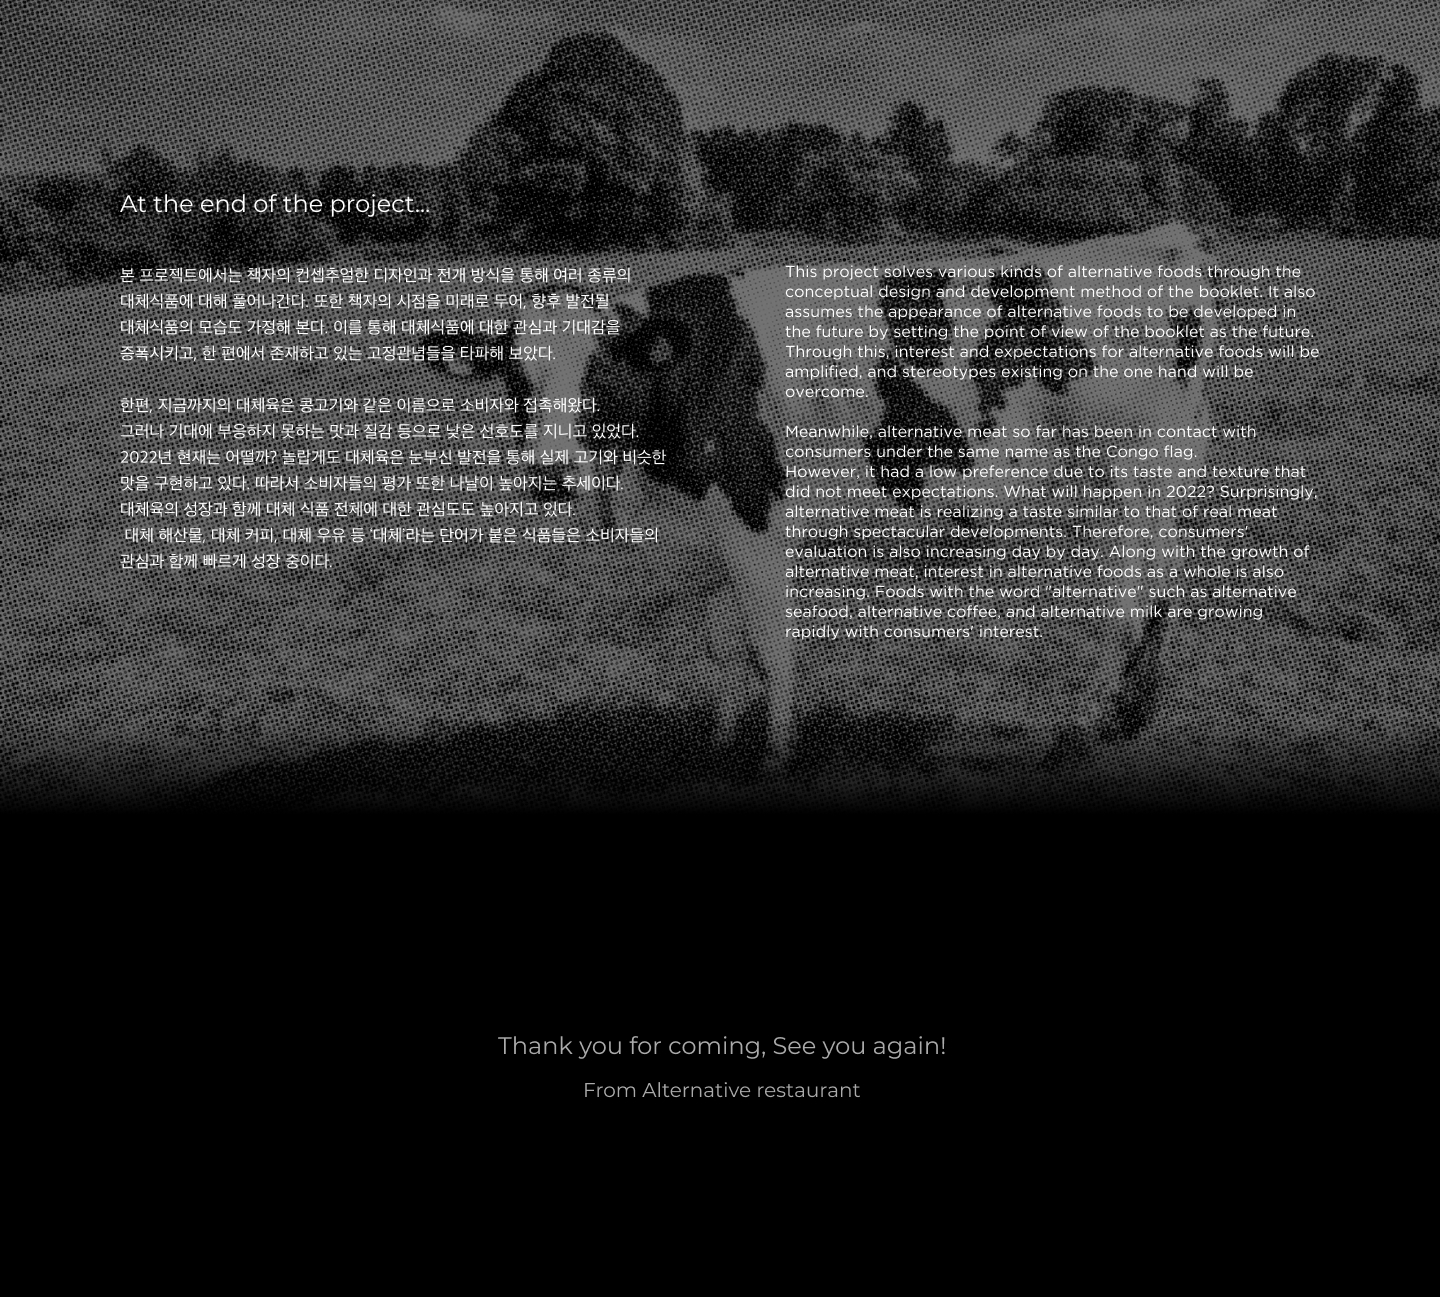 At the end of the project...
본 프로젝트에서는 책자의 컨셉추얼한 디자인과 전개 방식을 통해 여러 종류의
대체식품에 대해 풀어나간다. 또한 책자의 시점을 미래로 두어, 향후 발전될
대체식품의 모습도 가정해 본다. 이를 통해 대체식품에 대한 관심과 기대감을
증폭시키고, 한 편에서 존재하고 있는 고정관념들을 타파해 보았다.
한편, 지금까지의 대체육은 콩고기와 같은 이름으로 소비자와 접촉해왔다.
그러나 기대에 부응하지 못하는 맛과 질감 등으로 낮은 선호도를 지니고 있었다.
2022년 현재는 어떨까? 놀랍게도 대체육은 눈부신 발전을 통해 실제 고기와 비슷한
맛을 구현하고 있다. 따라서 소비자들의 평가 또한 나날이 높아지는 추세이다.
대체육의 성장과 함께 대체 식품 전체에 대한 관심도도 높아지고 있다.
대체 해산물, 대체 커피, 대체 우유 등 '대체'라는 단어가 붙은 식품들은 소비자들의
관심과 함께 빠르게 성장 중이다.
This project solves various kinds of alternative foods through the
conceptual design and development method of the booklet. It also
assumes the appearance of alternative foods to be developed in
the future by setting the point of view of the booklet as the future.
Through this, interest and expectations for alternative foods will be
amplified, and stereotypes existing on the one hand will be
overcome.
Meanwhile, alternative meat so far has been in contact with
consumers under the same name as the Congo flag.
However, it had a low preference due to its taste and texture that
did not meet expectations. What will happen in 2022? Surprisingly,
alternative meat is realizing a taste similar to that of real meat
through spectacular developments. Therefore, consumers'
evaluation is also increasing day by day. Along with the growth of
alternative meat, interest in alternative foods as a whole is also
increasing. Foods with the word "alternative" such as alternative
seafood, alternative coffee, and alternative milk are growing
rapidly with consumers' interest.
Thank you for coming, See you again!
From Alternative restaurant